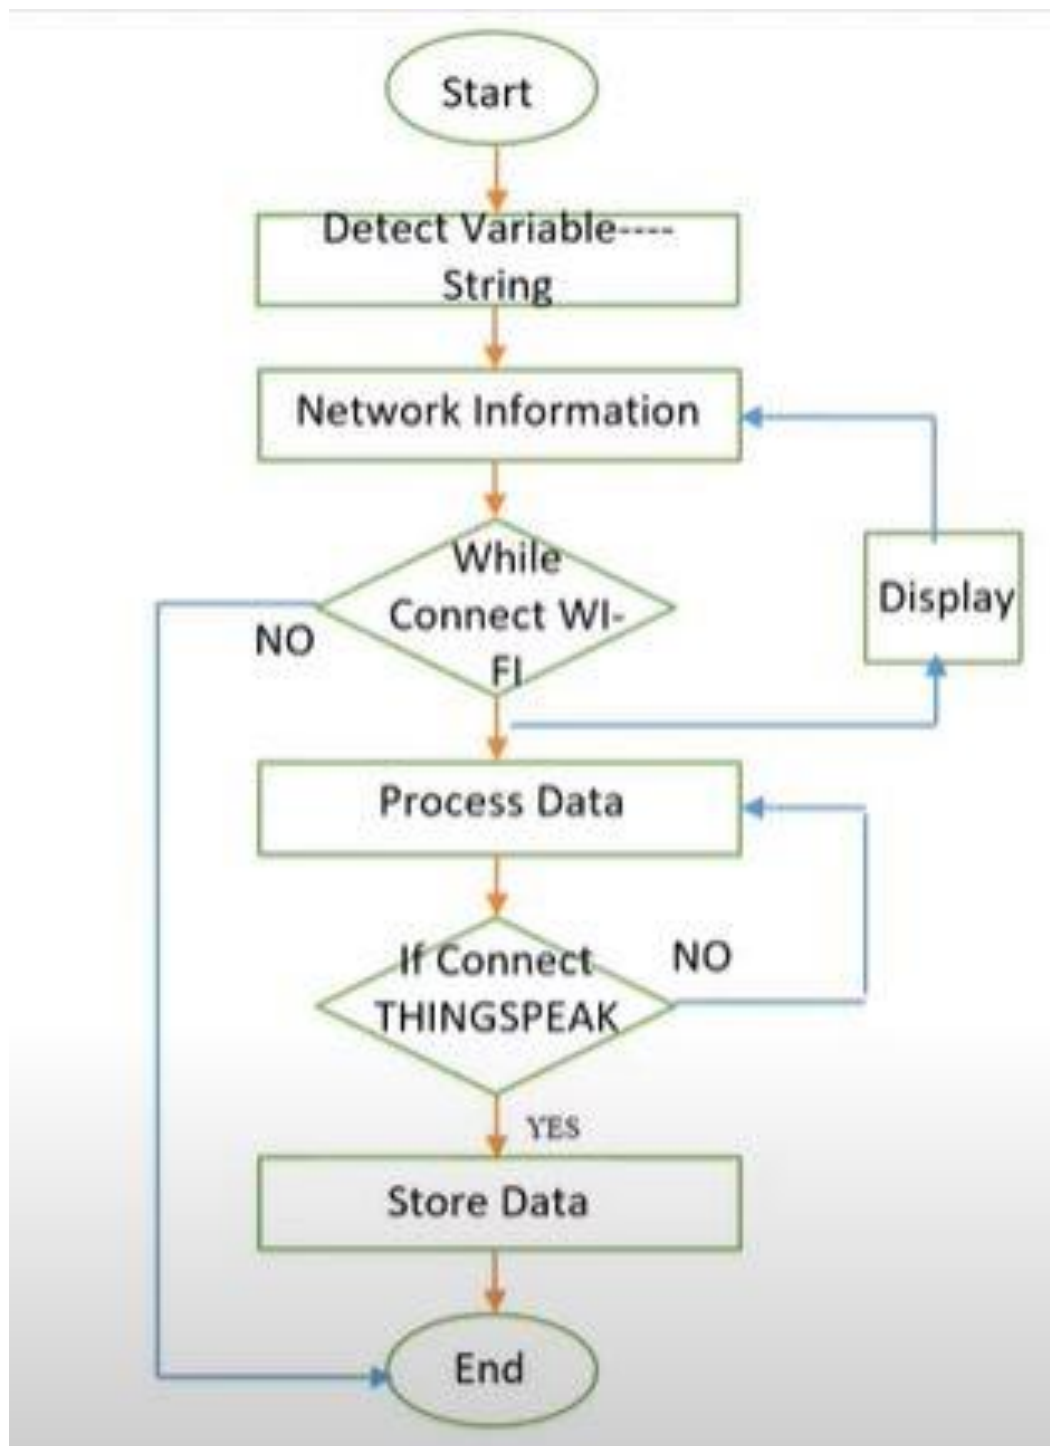 Start
Detect Variable----
String
Network Information
While
Connect WI-
FI
NO
Display
Process Data
If Connect
THINGSPEAK
NO
YES
Store Data
End